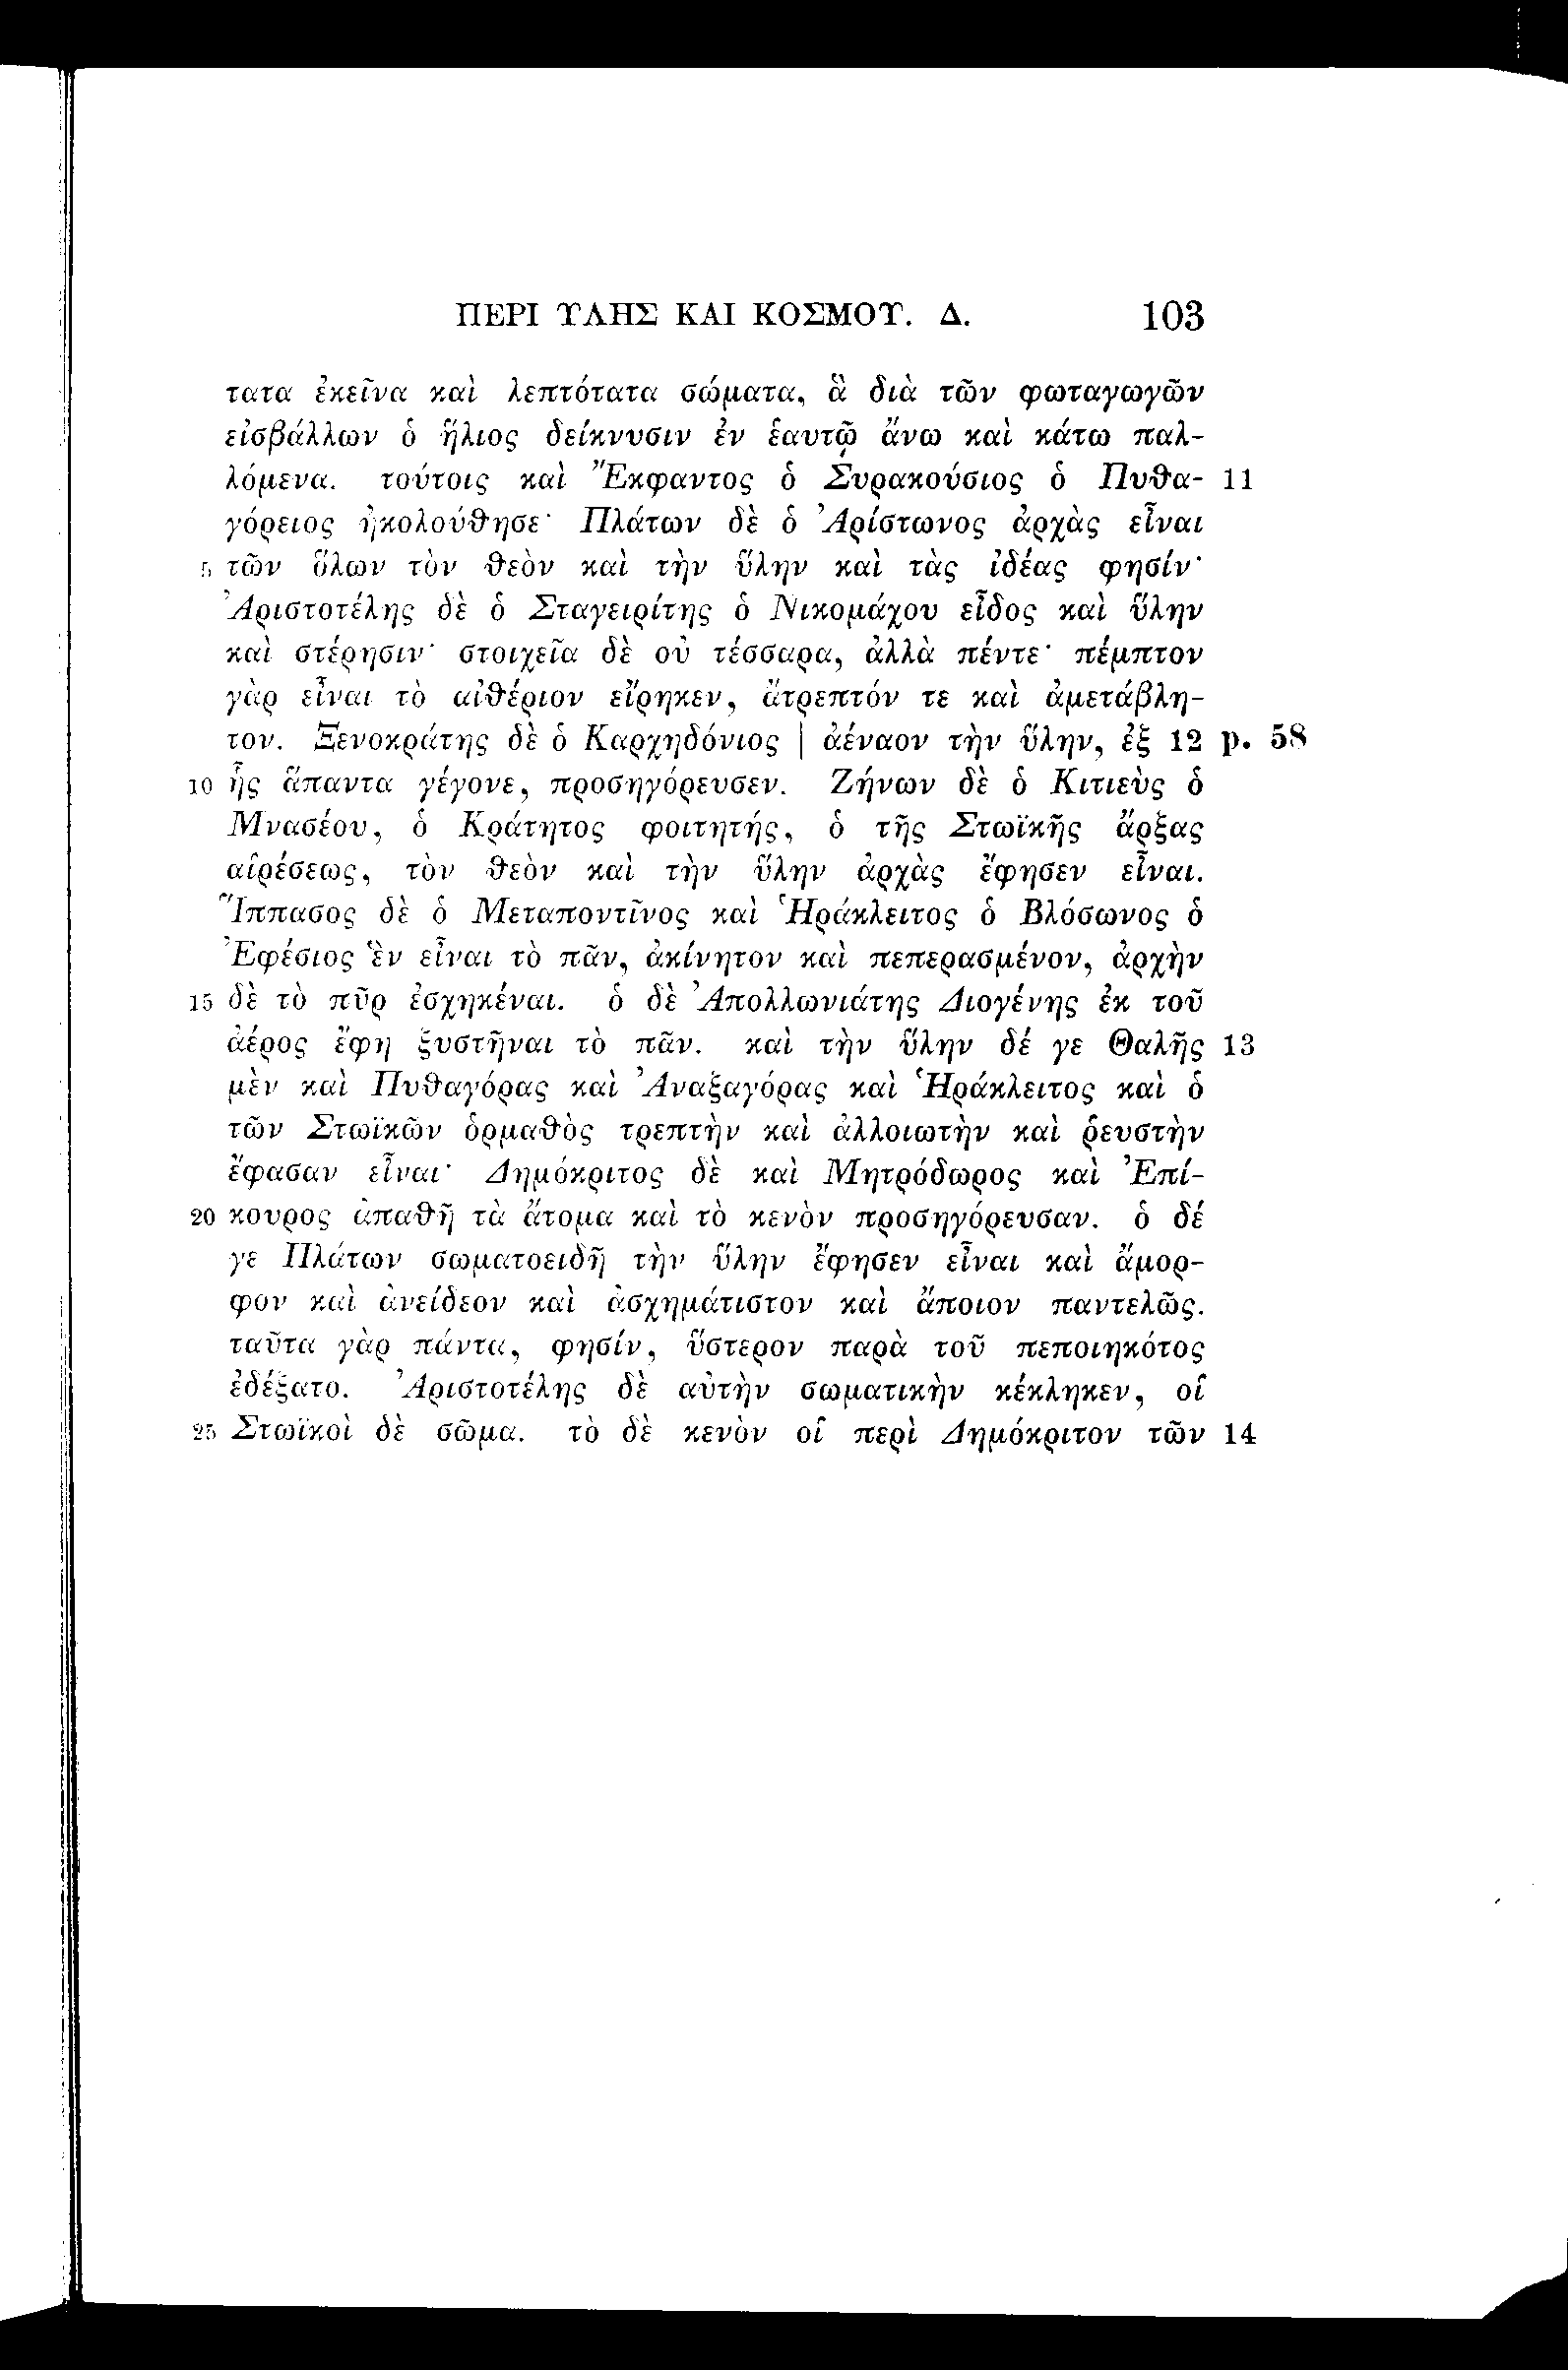 ΠΕΡΙ ΥΛΗΣ ΚΑΙ ΚΟΣΜΟΥ. Δ. 103
τατα ἐκεῖνα καὶ λεπτότατα σώματα, ἃ διὰ τῶν φωταγωγῶν
εἰσβάλλων ὁ ἥλιος δείκνυσιν ἐν ἑαυτῷ ἄνω καὶ κάτω παλ-
λόμενα. τούτοις καὶ Ἔκφαντος ὁ Συρακούσιος ὁ Πυθα- 11
γόρειος ἠκολούθησε· Πλάτων δὲ ὁ Ἀρίστωνος ἀρχὰς εἶναι
5 τῶν ὅλων τὸν θεὸν καὶ τὴν ὕλην καὶ τὰς ἰδέας φησίν·
Ἀριστοτέλης δὲ ὁ Σταγειρίτης ὁ Νικομάχου εἶδος καὶ ὕλην
καὶ στέρησιν· στοιχεῖα δὲ οὐ τέσσαρα, ἀλλὰ πέντε· πέμπτον
γὰρ εἶναι τὸ αἰθέριον εἴρηκεν, ἄτρεπτόν τε καὶ ἀμετάβλη-
τον. Ξενοκράτης δὲ ὁ Καρχηδόνιος | ἀέναον τὴν ὕλην, ἐξ 12 p. 58
10 ἧς ἅπαντα γέγονε, προσηγόρευσεν. Ζήνων δὲ ὁ Κιτιεὺς ὁ
Μνασέου, ὁ Κράτητος φοιτητής, ὁ τῆς Στωϊκῆς ἄρξας
αἱρέσεως, τὸν θεὸν καὶ τὴν ὕλην ἀρχὰς ἔφησεν εἶναι.
Ἵππασος δὲ ὁ Μεταποντῖνος καὶ Ἡράκλειτος ὁ Βλόσωνος ὁ
Ἐφέσιος ἓν εἶναι τὸ πᾶν, ἀκίνητον καὶ πεπερασμένον, ἀρχὴν
15 δὲ τὸ πῦρ ἐσχηκέναι. ὁ δὲ Ἀπολλωνιάτης Διογένης ἐκ τοῦ
ἀέρος ἔφη ξυστῆναι τὸ πᾶν. καὶ τὴν ὕλην δέ γε Θαλῆς 13
μὲν καὶ Πυθαγόρας καὶ Ἀναξαγόρας καὶ Ἡράκλειτος καὶ ὁ
τῶν Στωϊκῶν ὁρμαθὸς τρεπτὴν καὶ ἀλλοιωτὴν καὶ ῥευστὴν
ἔφασαν εἶναι· Δημόκριτος δὲ καὶ Μητρόδωρος καὶ Ἐπί-
20 κουρος ἀπαθῆ τὰ ἄτομα καὶ τὸ κενὸν προσηγόρευσαν. ὁ δέ
γε Πλάτων σωματοειδῆ τὴν ὕλην ἔφησεν εἶναι καὶ ἄμορ-
φον καὶ ἀνείδεον καὶ ἀσχημάτιστον καὶ ἄποιον παντελῶς.
ταῦτα γὰρ πάντα, φησίν, ὕστερον παρὰ τοῦ πεποιηκότος
ἐδέξατο. Ἀριστοτέλης δὲ αὐτὴν σωματικὴν κέκληκεν, οἱ
25 Στωϊκοὶ δὲ σῶμα. τὸ δὲ κενὸν οἱ περὶ Δημόκριτον τῶν 14